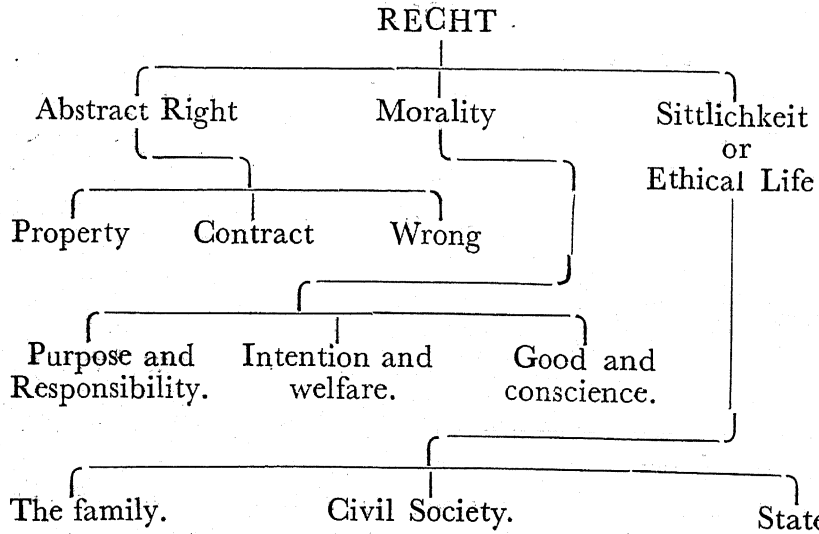 RECHT
Abstract Right
Morality
Sittlichkeit
or
Ethical Life
Property
Contract
Wrong
Purpose and
Responsibility.
Intention and
welfare.
Good and
conscience.
The family.
Civil Society.
State